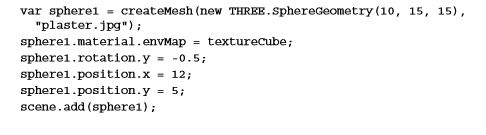 var sphere1 = createMesh(new THREE.SphereGeometry(10, 15, 15),
"plaster.jpg");
sphere1.material.envMap = textureCube;
sphere1.rotation.y = -0.5;
sphere1.position.x = 12;
sphere1.position.y = 5;
scene.add(sphere1);